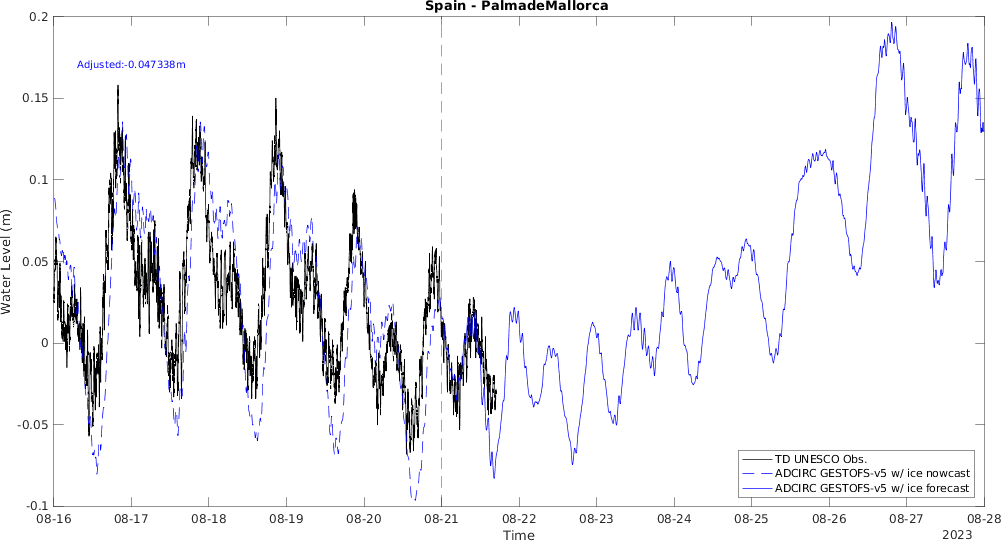 Spain - PalmadeMallorca
Adjusted:-0.047338m
Water Level (m)
0.2
0.15
0.1
0.05
0
-0.05
-0.1
08-16 08-17 08-18 08-19 08-20 08-21 08-22 08-23 08-24 08-25 08-26 08-27 08-28
Time
2023
TD UNESCO Obs.
ADCIRC GESTOFS-v5 w/ ice nowcast
ADCIRC GESTOFS-v5 w/ ice forecast